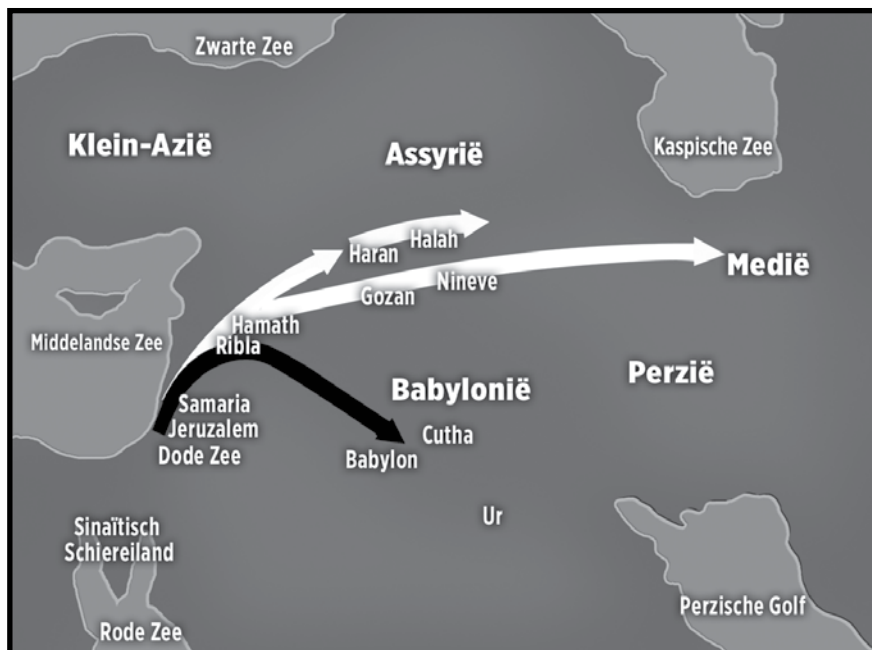 Zwarte Zee
Klein-Azië
Assyrië
Kaspische Zee
Haran
Halah
Medië
Gozan
Nineve
Hamath
Ribla
Middelandse Zee
Babylonië
Perzië
Samaria
Jeruzalem
Dode Zee
Cutha
Babylon
Ur
Sinaïtisch
Schiereiland
Perzische Golf
Rode Zee